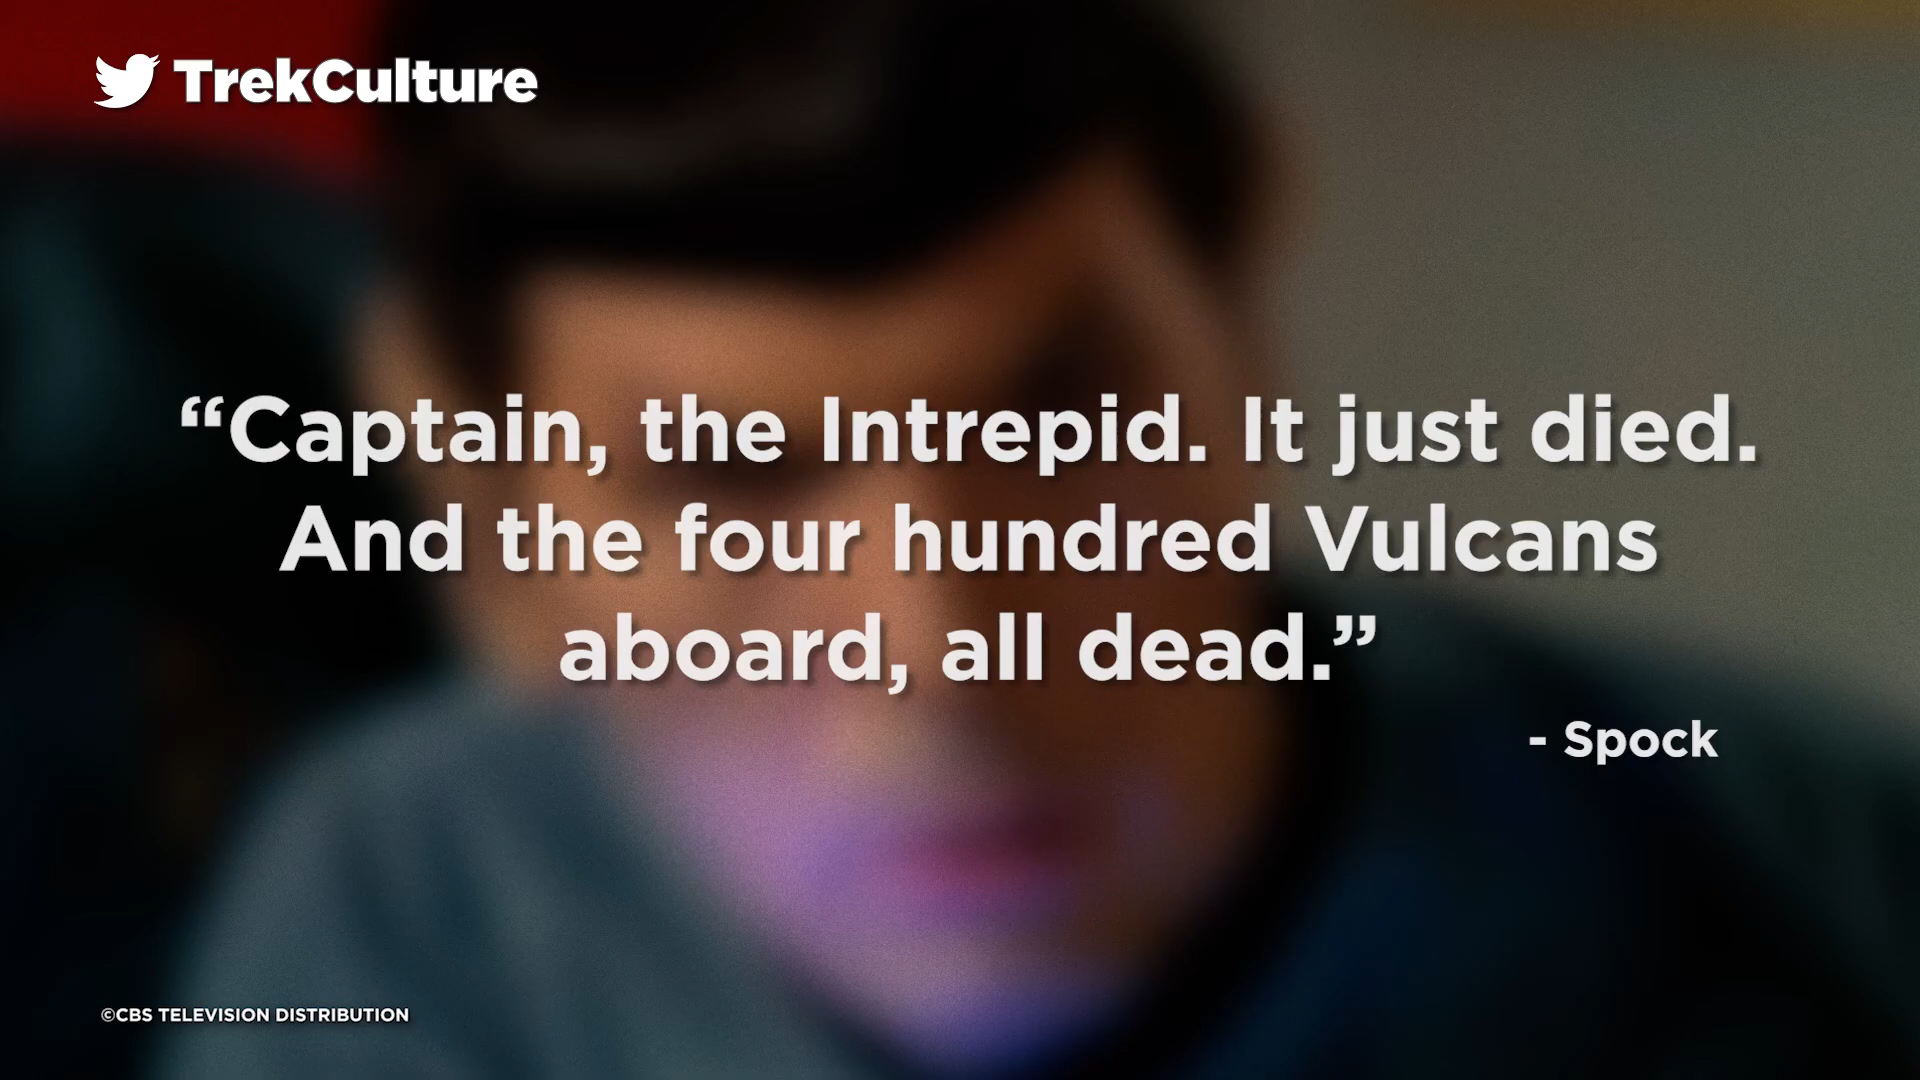 TrekCulture
“Captain, the Intrepid. It just died.
And the four hundred Vulcans
aboard, all dead.”
- Spock
©CBS TELEVISION DISTRIBUTION